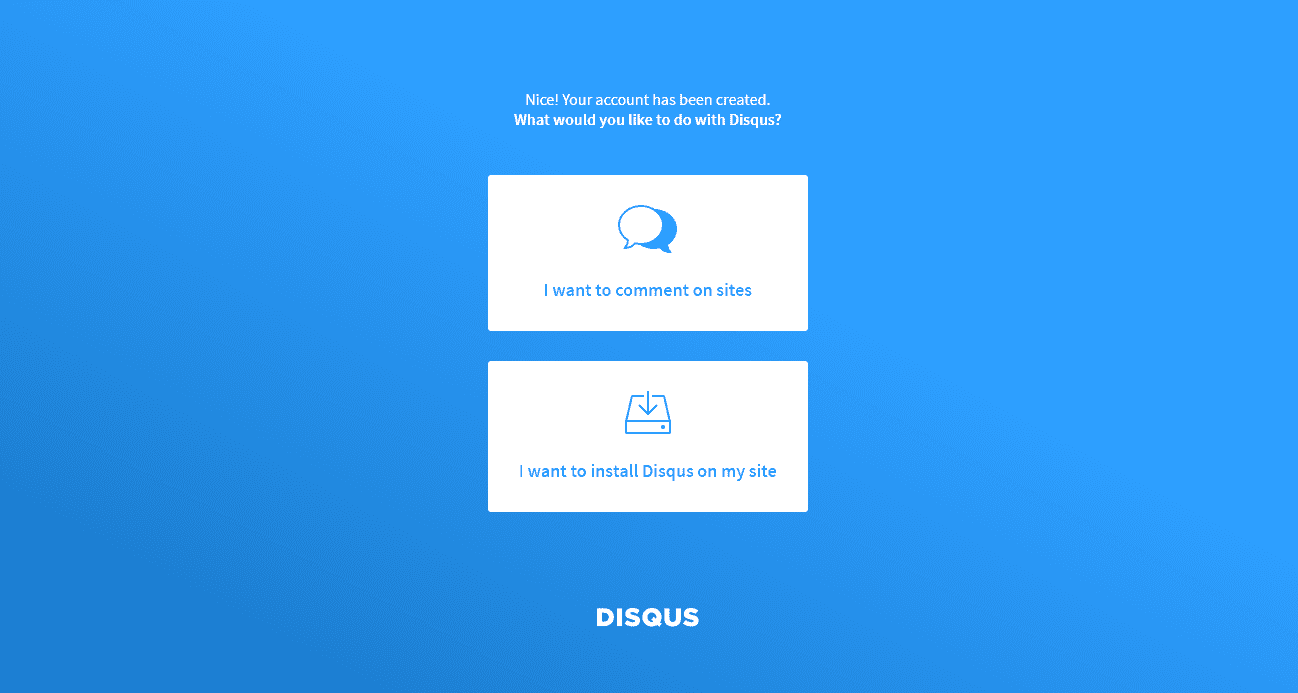 Nice! Your account has been created.
What would you like to do with Disqus?
I want to comment on sites
I want to install Disqus on my site
DISQUS